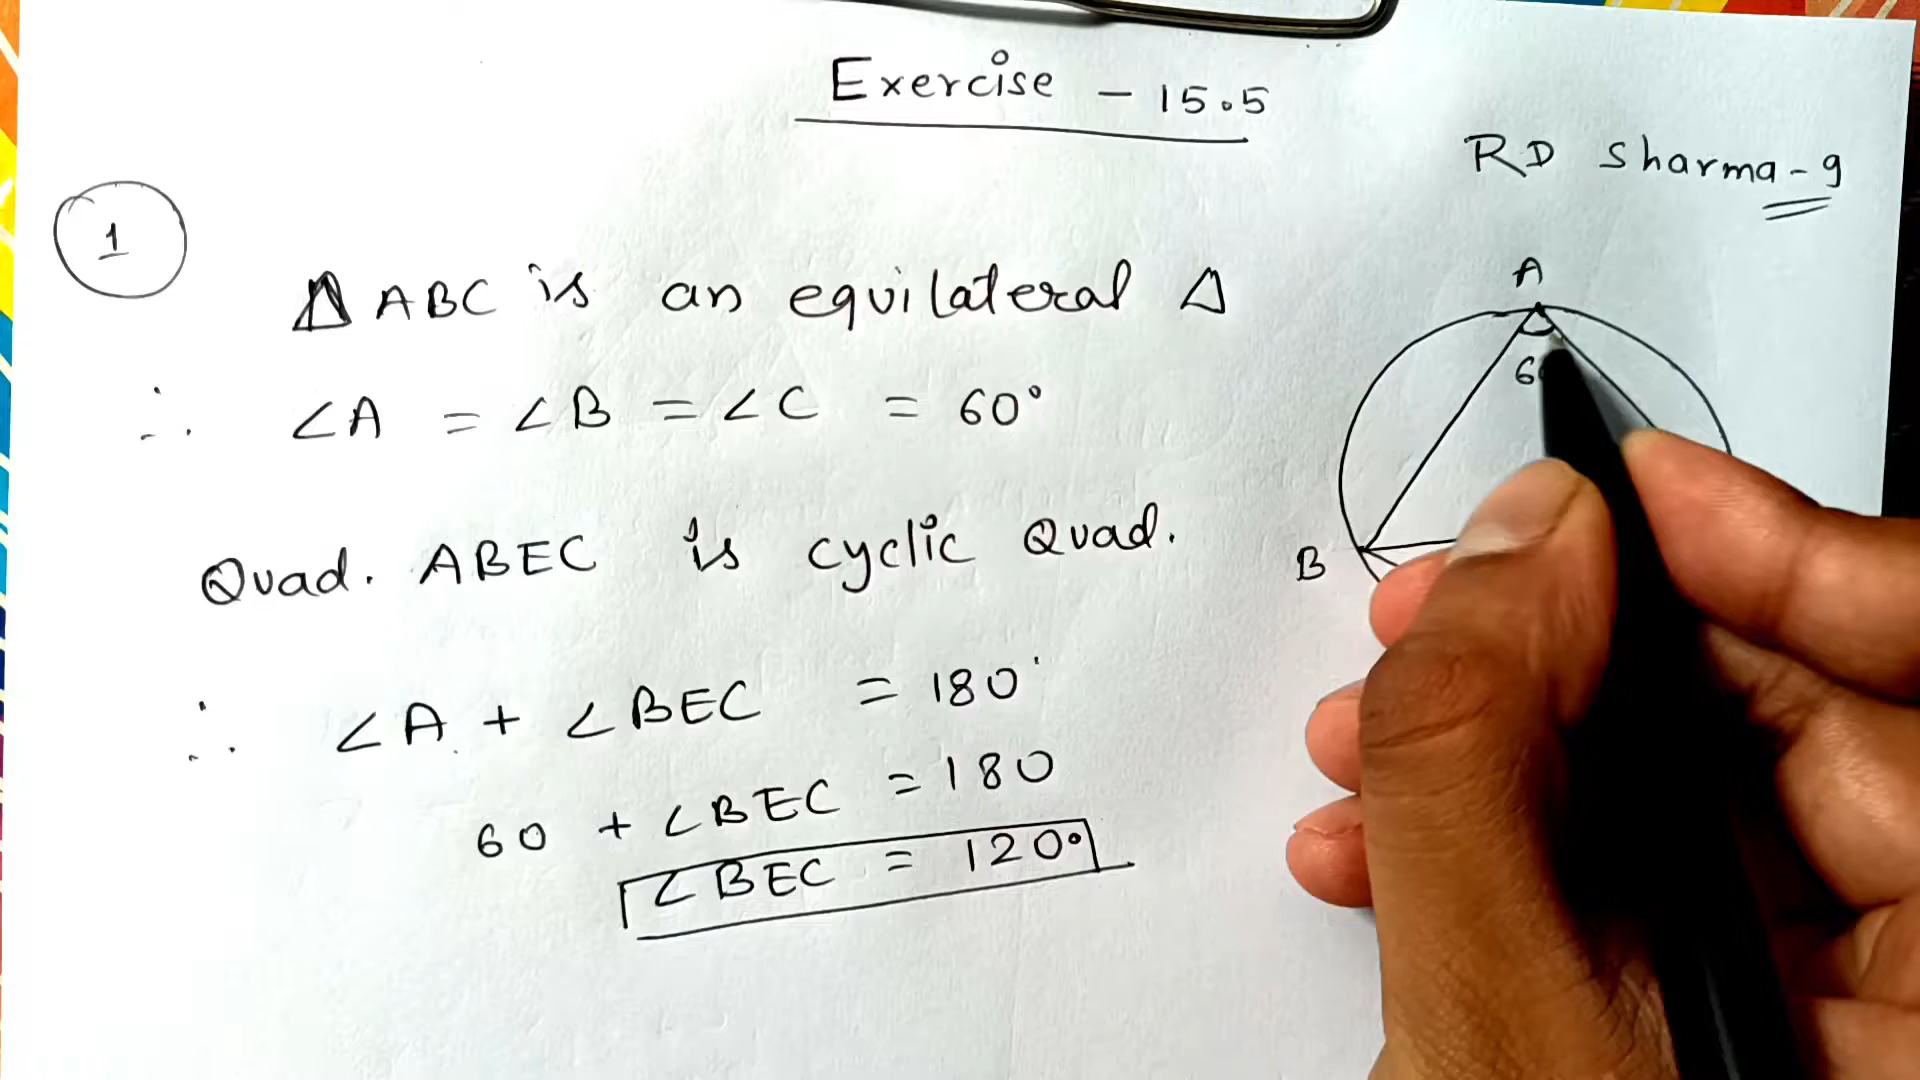 Exercise - 15.5
RD Sharma-9
1
Δ ABC is an equilateral Δ
∴ ∠A = ∠B = ∠C = 60°
Quad. ABEC is cyclic Quad.
∴ ∠A + ∠BEC = 180°
60 + ∠BEC = 180
∠BEC = 120°
A
B